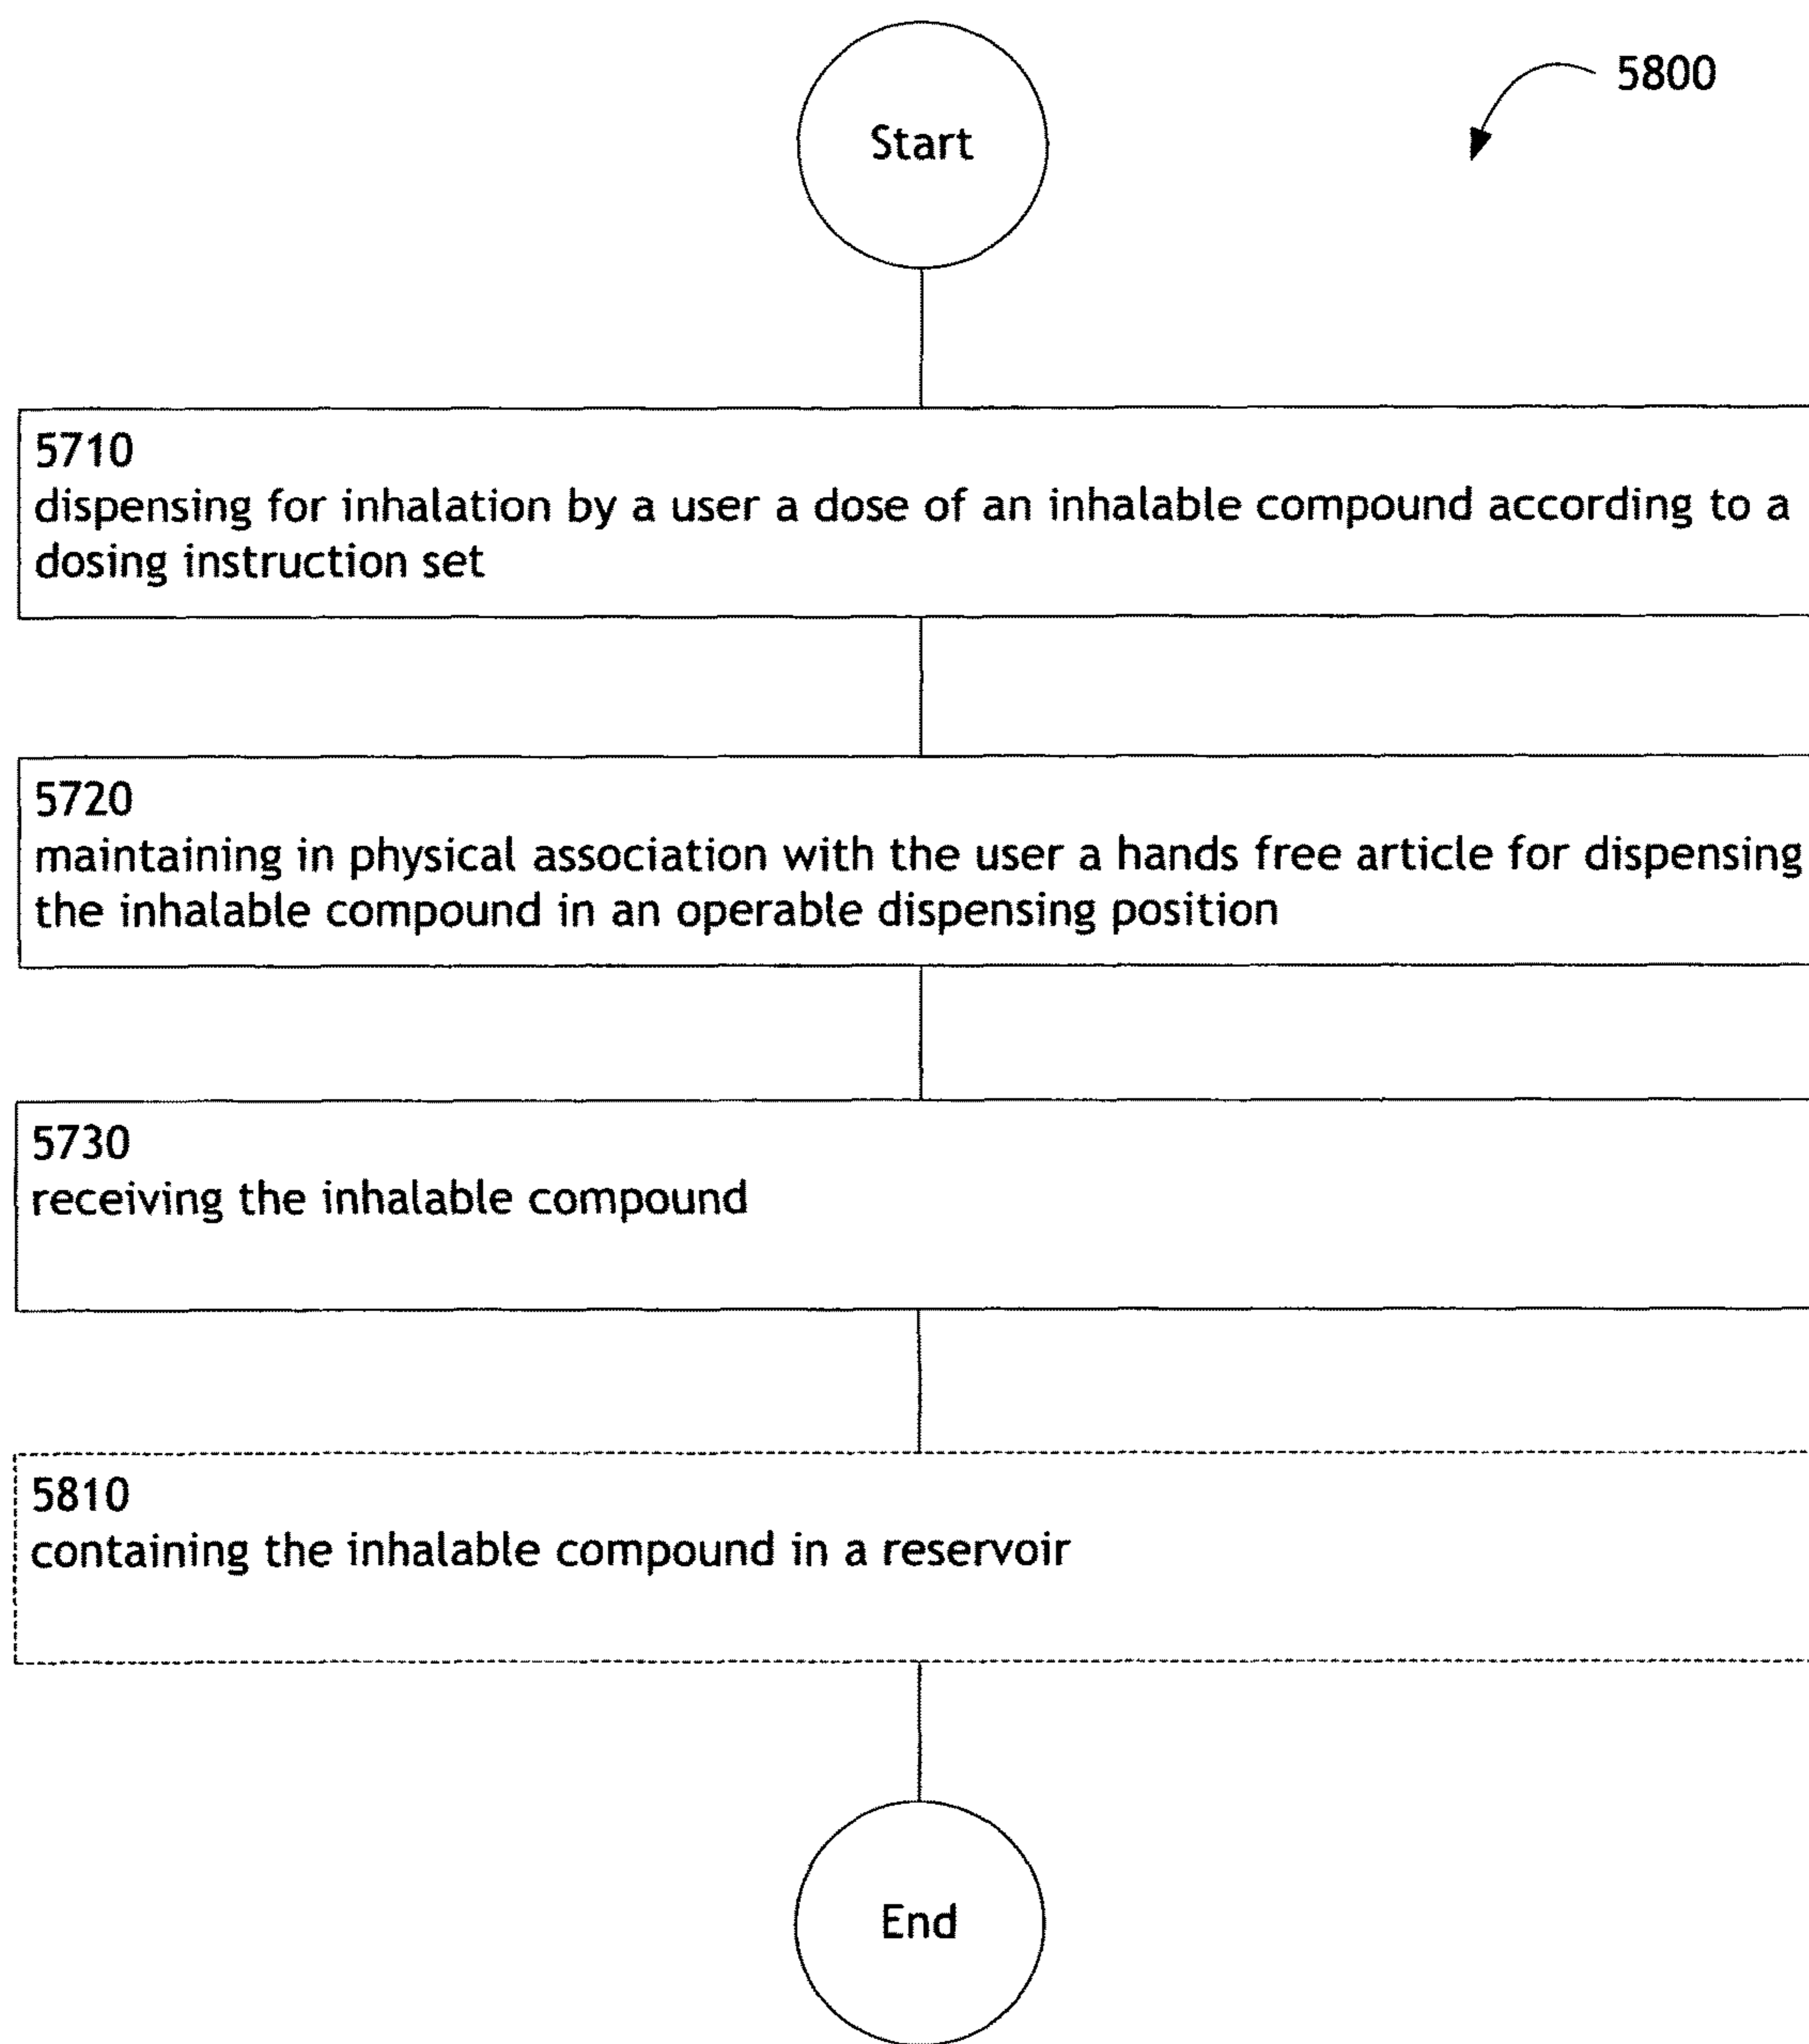 5800
Start
5710
dispensing for inhalation by a user a dose of an inhalable compound according to a
dosing instruction set
5720
maintaining in physical association with the user a hands free article for dispensing
the inhalable compound in an operable dispensing position
5730
receiving the inhalable compound
5810
containing the inhalable compound in a reservoir
End